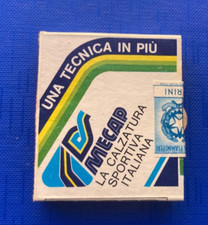 UNA TECNICA IN PIÙ
MECAP
LA CALZATURA
SPORTIVA
ITALIANA